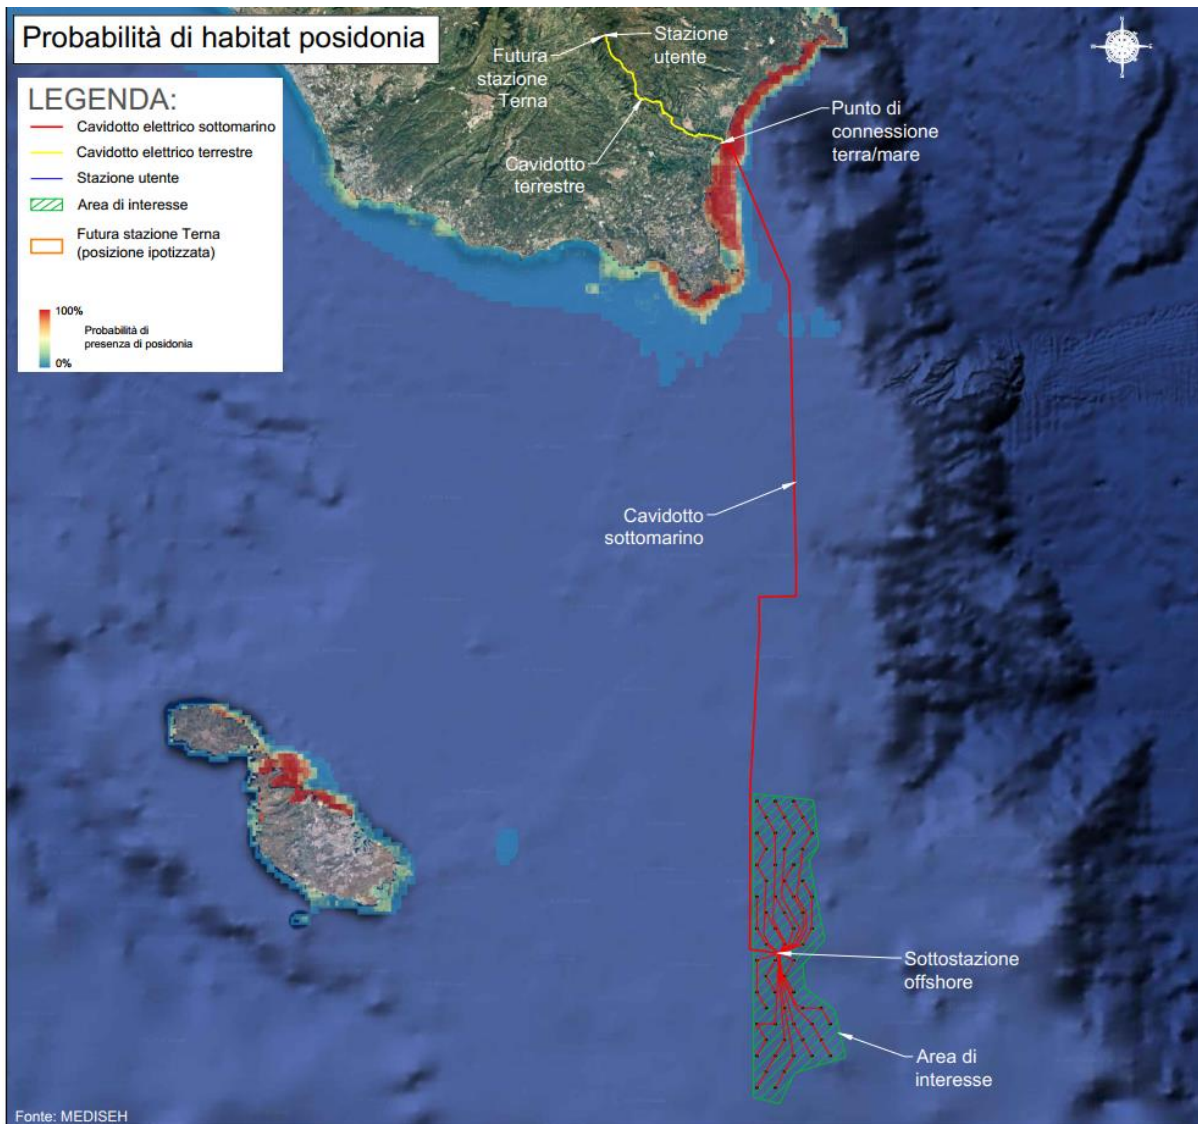 Probabilità di habitat posidonia
LEGENDA:
Cavidotto elettrico sottomarino
Cavidotto elettrico terrestre
Stazione utente
Area di interesse
Futura stazione Terna
(posizione ipotizzata)
100%
Probabilità di
presenza di posidonia
0%
Futura
stazione
Terna
Stazione
utente
Punto di
connessione
terra/mare
Cavidotto
terrestre
Cavidotto
sottomarino
Sottostazione
offshore
Area di
interesse
Fonte: MEDISEH